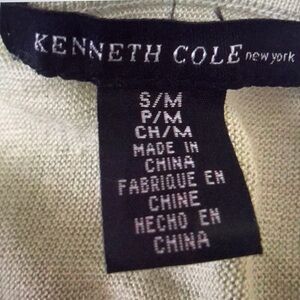 KENNETH COLE new york
S/M
P/M
CH/M
MADE IN
CHINA
FABRIQUE EN
CHINE
HECHO EN
CHINA